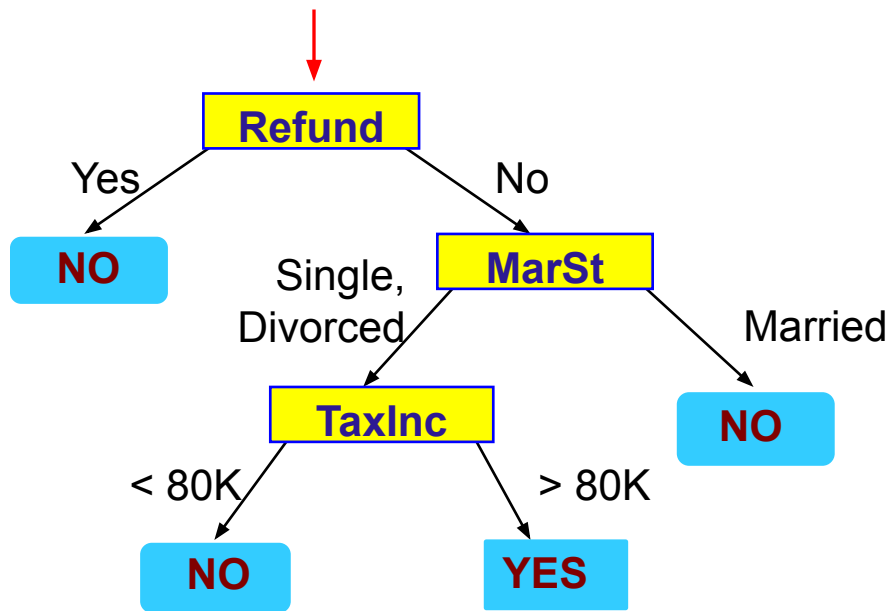 Refund
Yes
No
NO
MarSt
Single,
Divorced
Married
TaxInc
NO
< 80K
> 80K
NO
YES